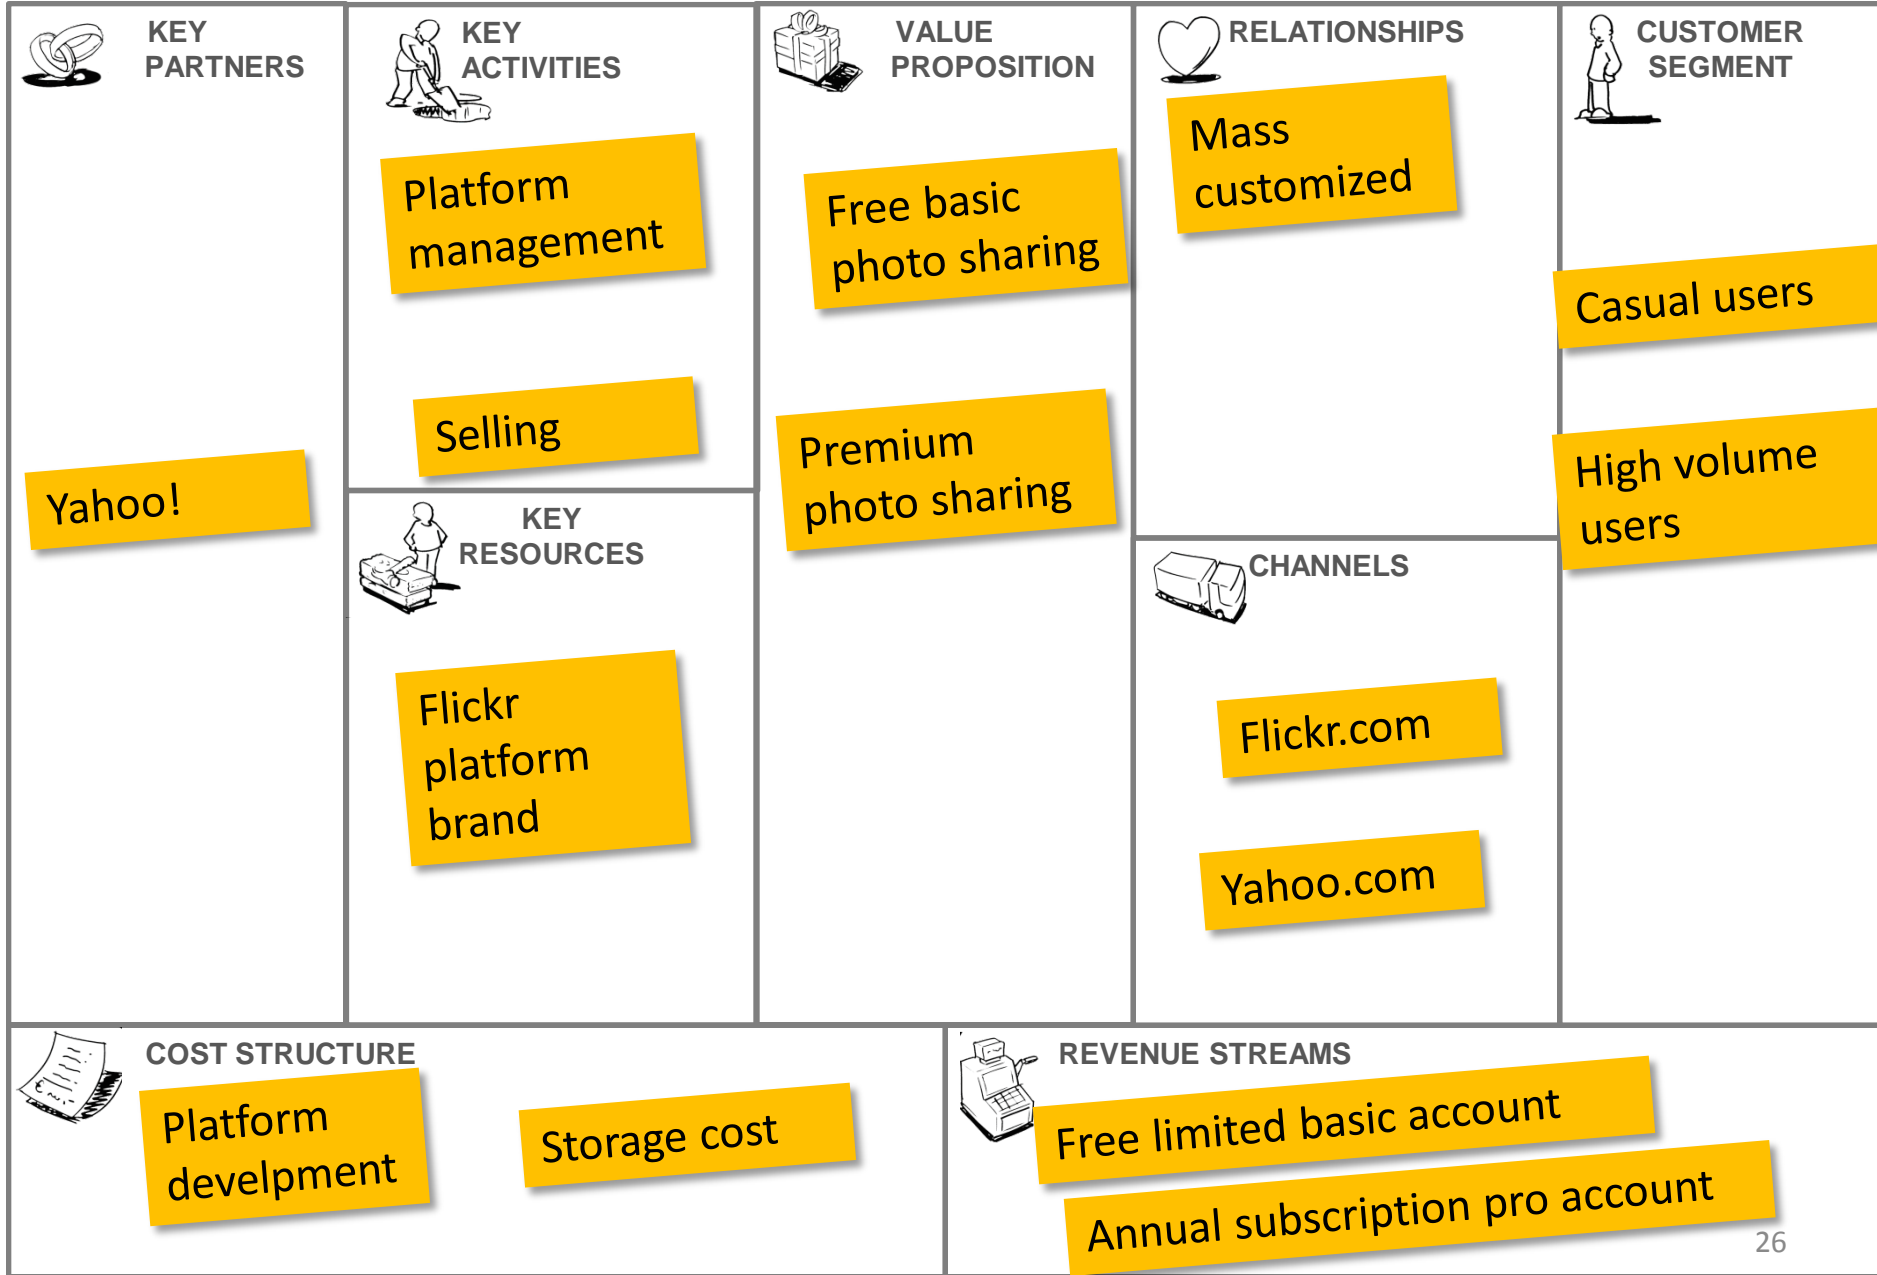 KEY
PARTNERS
Yahoo!
KEY
ACTIVITIES
Platform
management
Selling
KEY
RESOURCES
Flickr
platform
brand
VALUE
PROPOSITION
Free basic
photo sharing
Premium
photo sharing
RELATIONSHIPS
Mass
customized
CHANNELS
Flickr.com
Yahoo.com
CUSTOMER
SEGMENT
Casual users
High volume
users
COST STRUCTURE
Platform
develpment
Storage cost
REVENUE STREAMS
Free limited basic account
Annual subscription pro account
26